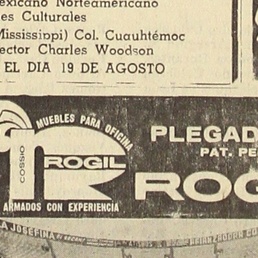 exicano Norteamericano
es Culturales
Mississippi) Col. Cuauhtémoc
ector Charles Woodson
EL DIA 19 DE AGOSTO
MUEBLES PARA OFICINA
PLEGAD
PAT. PE
COSSIO
ROGIL
ROG
ARMADOS CON EXPERIENCIA
A JOSEFINA